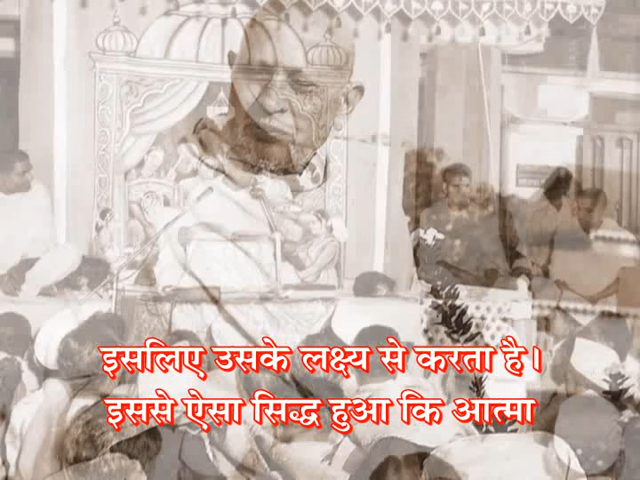 इसलिए उसके लक्ष्य से करता है।
इससे ऐसा सिद्ध हुआ कि आत्मा